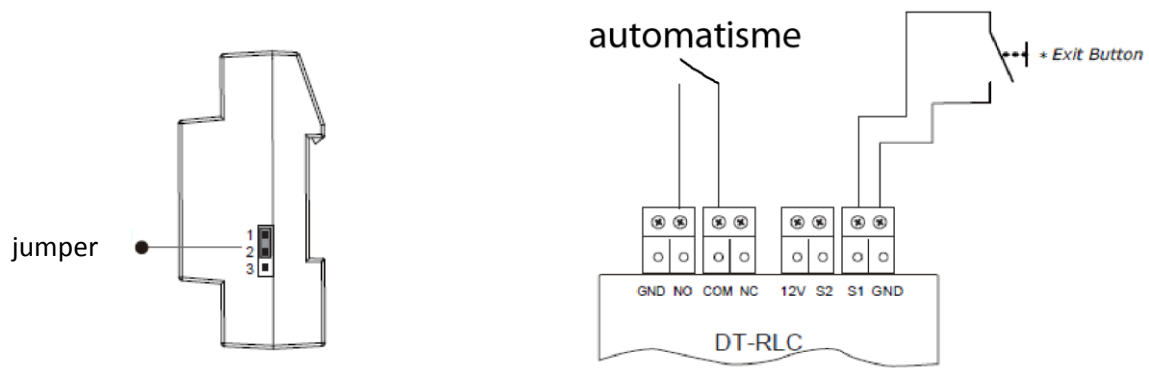 automatisme
* Exit Button
jumper
1
2
3
GND NO COM NC 12V S2 S1 GND
DT-RLC